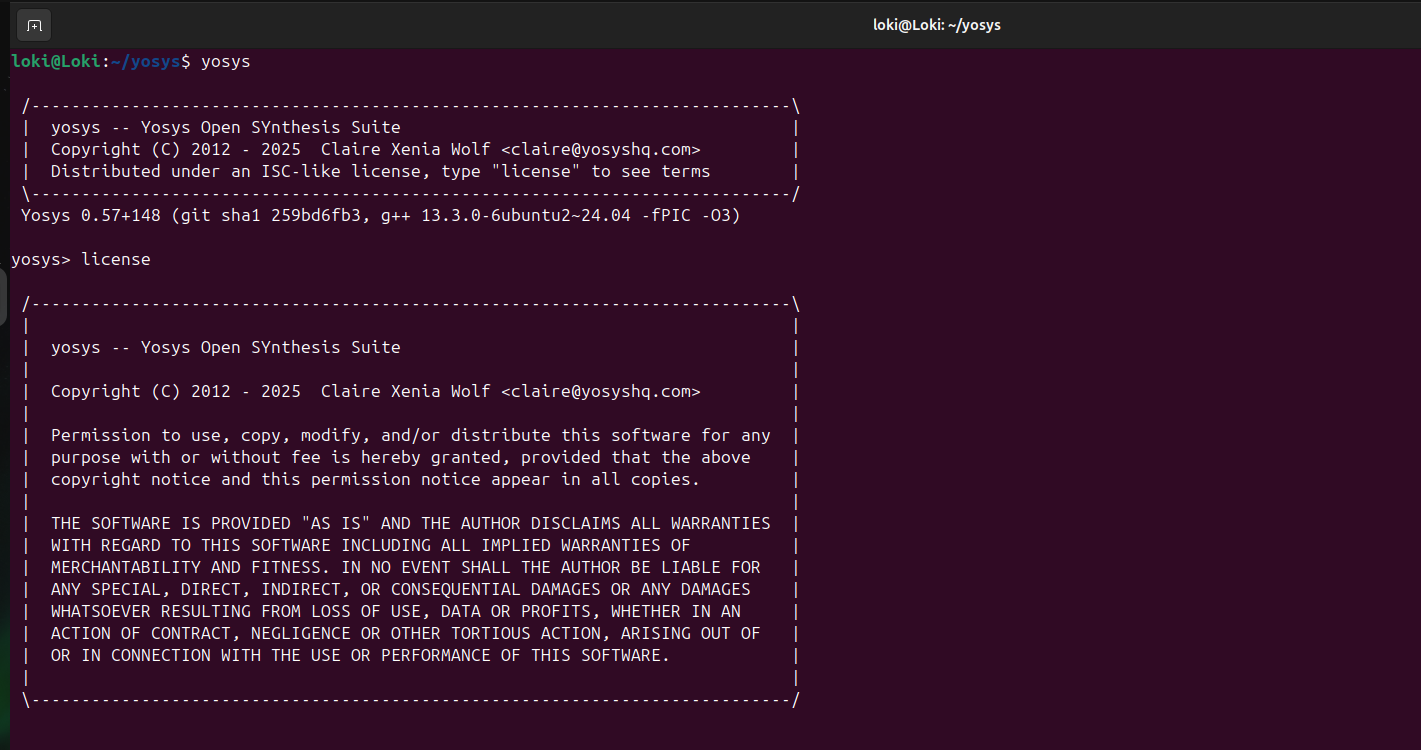 loki@Loki: ~/yosys
loki@Loki:~/yosys$ yosys
/----------------------------------------------------------------------------\
|  yosys -- Yosys Open SYnthesis Suite                                       |
|  Copyright (C) 2012 - 2025  Claire Xenia Wolf <claire@yosyshq.com>         |
|  Distributed under an ISC-like license, type "license" to see terms        |
\----------------------------------------------------------------------------/
Yosys 0.57+148 (git sha1 259bd6fb3, g++ 13.3.0-6ubuntu2~24.04 -fPIC -O3)
yosys> license
/----------------------------------------------------------------------------\
|                                                                            |
|  yosys -- Yosys Open SYnthesis Suite                                       |
|                                                                            |
|  Copyright (C) 2012 - 2025  Claire Xenia Wolf <claire@yosyshq.com>         |
|                                                                            |
|  Permission to use, copy, modify, and/or distribute this software for any  |
|  purpose with or without fee is hereby granted, provided that the above    |
|  copyright notice and this permission notice appear in all copies.         |
|                                                                            |
|  THE SOFTWARE IS PROVIDED "AS IS" AND THE AUTHOR DISCLAIMS ALL WARRANTIES  |
|  WITH REGARD TO THIS SOFTWARE INCLUDING ALL IMPLIED WARRANTIES OF          |
|  MERCHANTABILITY AND FITNESS. IN NO EVENT SHALL THE AUTHOR BE LIABLE FOR   |
|  ANY SPECIAL, DIRECT, INDIRECT, OR CONSEQUENTIAL DAMAGES OR ANY DAMAGES    |
|  WHATSOEVER RESULTING FROM LOSS OF USE, DATA OR PROFITS, WHETHER IN AN     |
|  ACTION OF CONTRACT, NEGLIGENCE OR OTHER TORTIOUS ACTION, ARISING OUT OF   |
|  OR IN CONNECTION WITH THE USE OR PERFORMANCE OF THIS SOFTWARE.            |
|                                                                            |
\----------------------------------------------------------------------------/